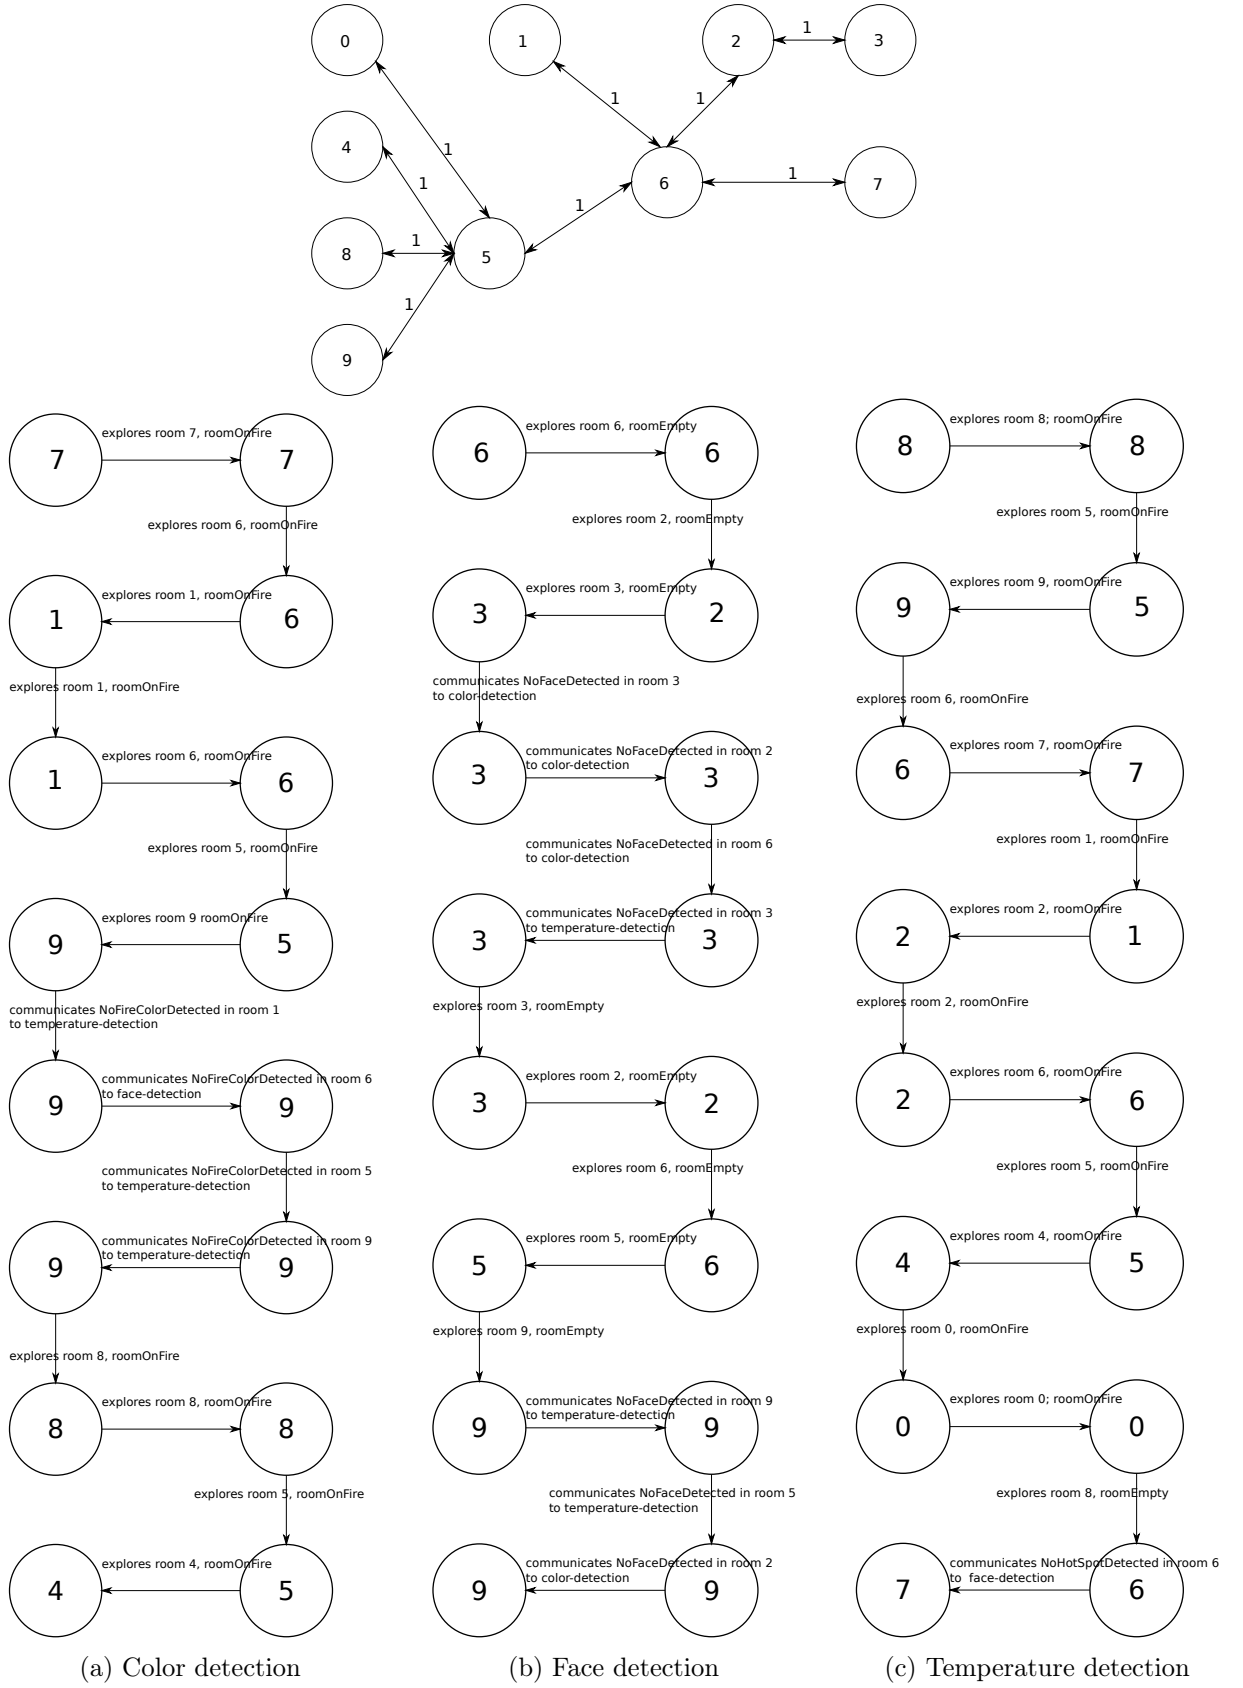 0
1
2
1
3
1
1
4
1
1
1
6
1
7
1
8
1
5
1
9
7
explores room 7, roomOnFire
7
explores room 6, roomOnFire
1
explores room 1, roomOnFire
6
explores room 1, roomOnFire
1
explores room 6, roomOnFire
6
explores room 5, roomOnFire
9
explores room 9 roomOnFire
5
communicates NoFireColorDetected in room 1
to temperature-detection
9
communicates NoFireColorDetected in room 6
to face-detection
9
communicates NoFireColorDetected in room 5
to temperature-detection
9
communicates NoFireColorDetected in room 9
to temperature-detection
9
explores room 8, roomOnFire
8
explores room 8, roomOnFire
8
explores room 5, roomOnFire
4
explores room 4, roomOnFire
5
(a) Color detection
6
explores room 6, roomEmpty
6
explores room 2, roomEmpty
3
explores room 3, roomEmpty
2
communicates NoFaceDetected in room 3
to color-detection
3
communicates NoFaceDetected in room 2
to color-detection
3
communicates NoFaceDetected in room 6
to color-detection
3
communicates NoFaceDetected in room 3
to temperature-detection
3
explores room 3, roomEmpty
3
explores room 2, roomEmpty
2
explores room 6, roomEmpty
5
explores room 5, roomEmpty
6
explores room 9, roomEmpty
9
communicates NoFaceDetected in room 9
to temperature-detection
9
communicates NoFaceDetected in room 5
to temperature-detection
9
communicates NoFaceDetected in room 2
to color-detection
9
(b) Face detection
8
explores room 8; roomOnFire
8
explores room 5, roomOnFire
9
explores room 9, roomOnFire
5
explores room 6, roomOnFire
6
explores room 7, roomOnFire
7
explores room 1, roomOnFire
2
explores room 2, roomOnFire
1
explores room 2, roomOnFire
2
explores room 6, roomOnFire
6
explores room 5, roomOnFire
4
explores room 4, roomOnFire
5
explores room 0, roomOnFire
0
explores room 0; roomOnFire
0
explores room 8, roomEmpty
7
communicates NoHotSpotDetected in room 6
to face-detection
6
(c) Temperature detection